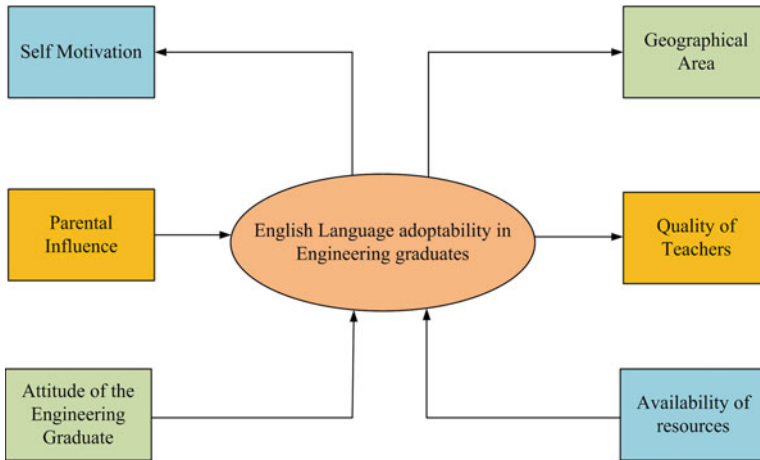 Self Motivation
Geographical
Area
Parental
Influence
English Language adoptability in
Engineering graduates
Quality of
Teachers
Attitude of the
Engineering
Graduate
Availability of
resources